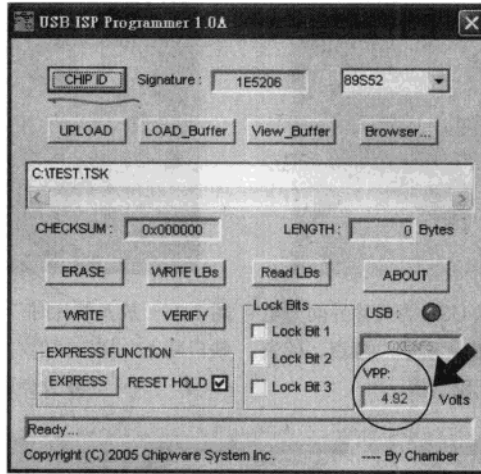 USB ISP Programmer 1.0A
CHIP ID Signature : 1E5206 89S52
UPLOAD LOAD_Buffer View_Buffer Browser...
C:\TEST.TSK
CHECKSUM : 0x000000 LENGTH : 0 Bytes
ERASE WRITE LBs Read LBs ABOUT
WRITE VERIFY Lock Bits USB :
Lock Bit 1
Lock Bit 2
Lock Bit 3
EXPRESS FUNCTION
EXPRESS RESET HOLD
VPP:
4.92 Volts
Ready...
Copyright (C) 2005 Chipware System Inc. ---- By Chamber